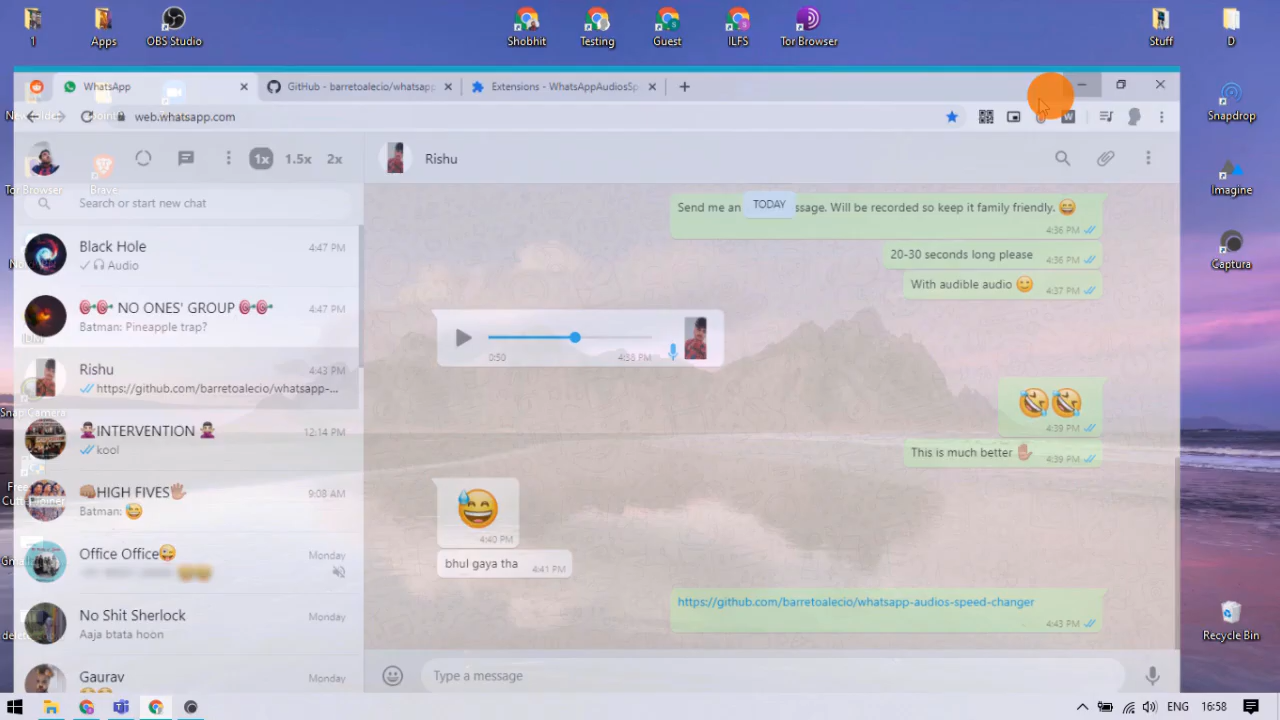 1
Apps
OBS Studio
Shobhit
Testing
Guest
ILFS
Tor Browser
Stuff
D
WhatsApp
GitHub - barretoalecio/whatsapp
Extensions - WhatsAppAudiosSp
web.whatsapp.com
Snapdrop
1x
1.5x
2x
Rishu
Tor Browser
Brave
Imagine
Search or start new chat
TODAY
Send me an
ssage. Will be recorded so keep it family friendly. 😄
4:36 PM
Black Hole
4:47 PM
Audio
20-30 seconds long please
4:36 PM
With audible audio 😊
4:37 PM
Captura
🎯🎯 NO ONES' GROUP 🎯🎯
4:47 PM
Batman: Pineapple trap?
0:50
Rishu
4:43 PM
https://github.com/barretoalecio/whatsapp-...
Snap Camera
🤣🤣
4:39 PM
INTERVENTION
12:14 PM
kool
This is much better ✋
4:39 PM
👊HIGH FIVES🖐
9:08 AM
Batman: 😅
😅
4:40 PM
bhul gaya tha
4:41 PM
Office Office😜
Monday
No Shit Sherlock
Monday
Aaja btata hoon
https://github.com/barretoalecio/whatsapp-audios-speed-changer
4:43 PM
Recycle Bin
Gaurav
Monday
Type a message
ENG
16:58